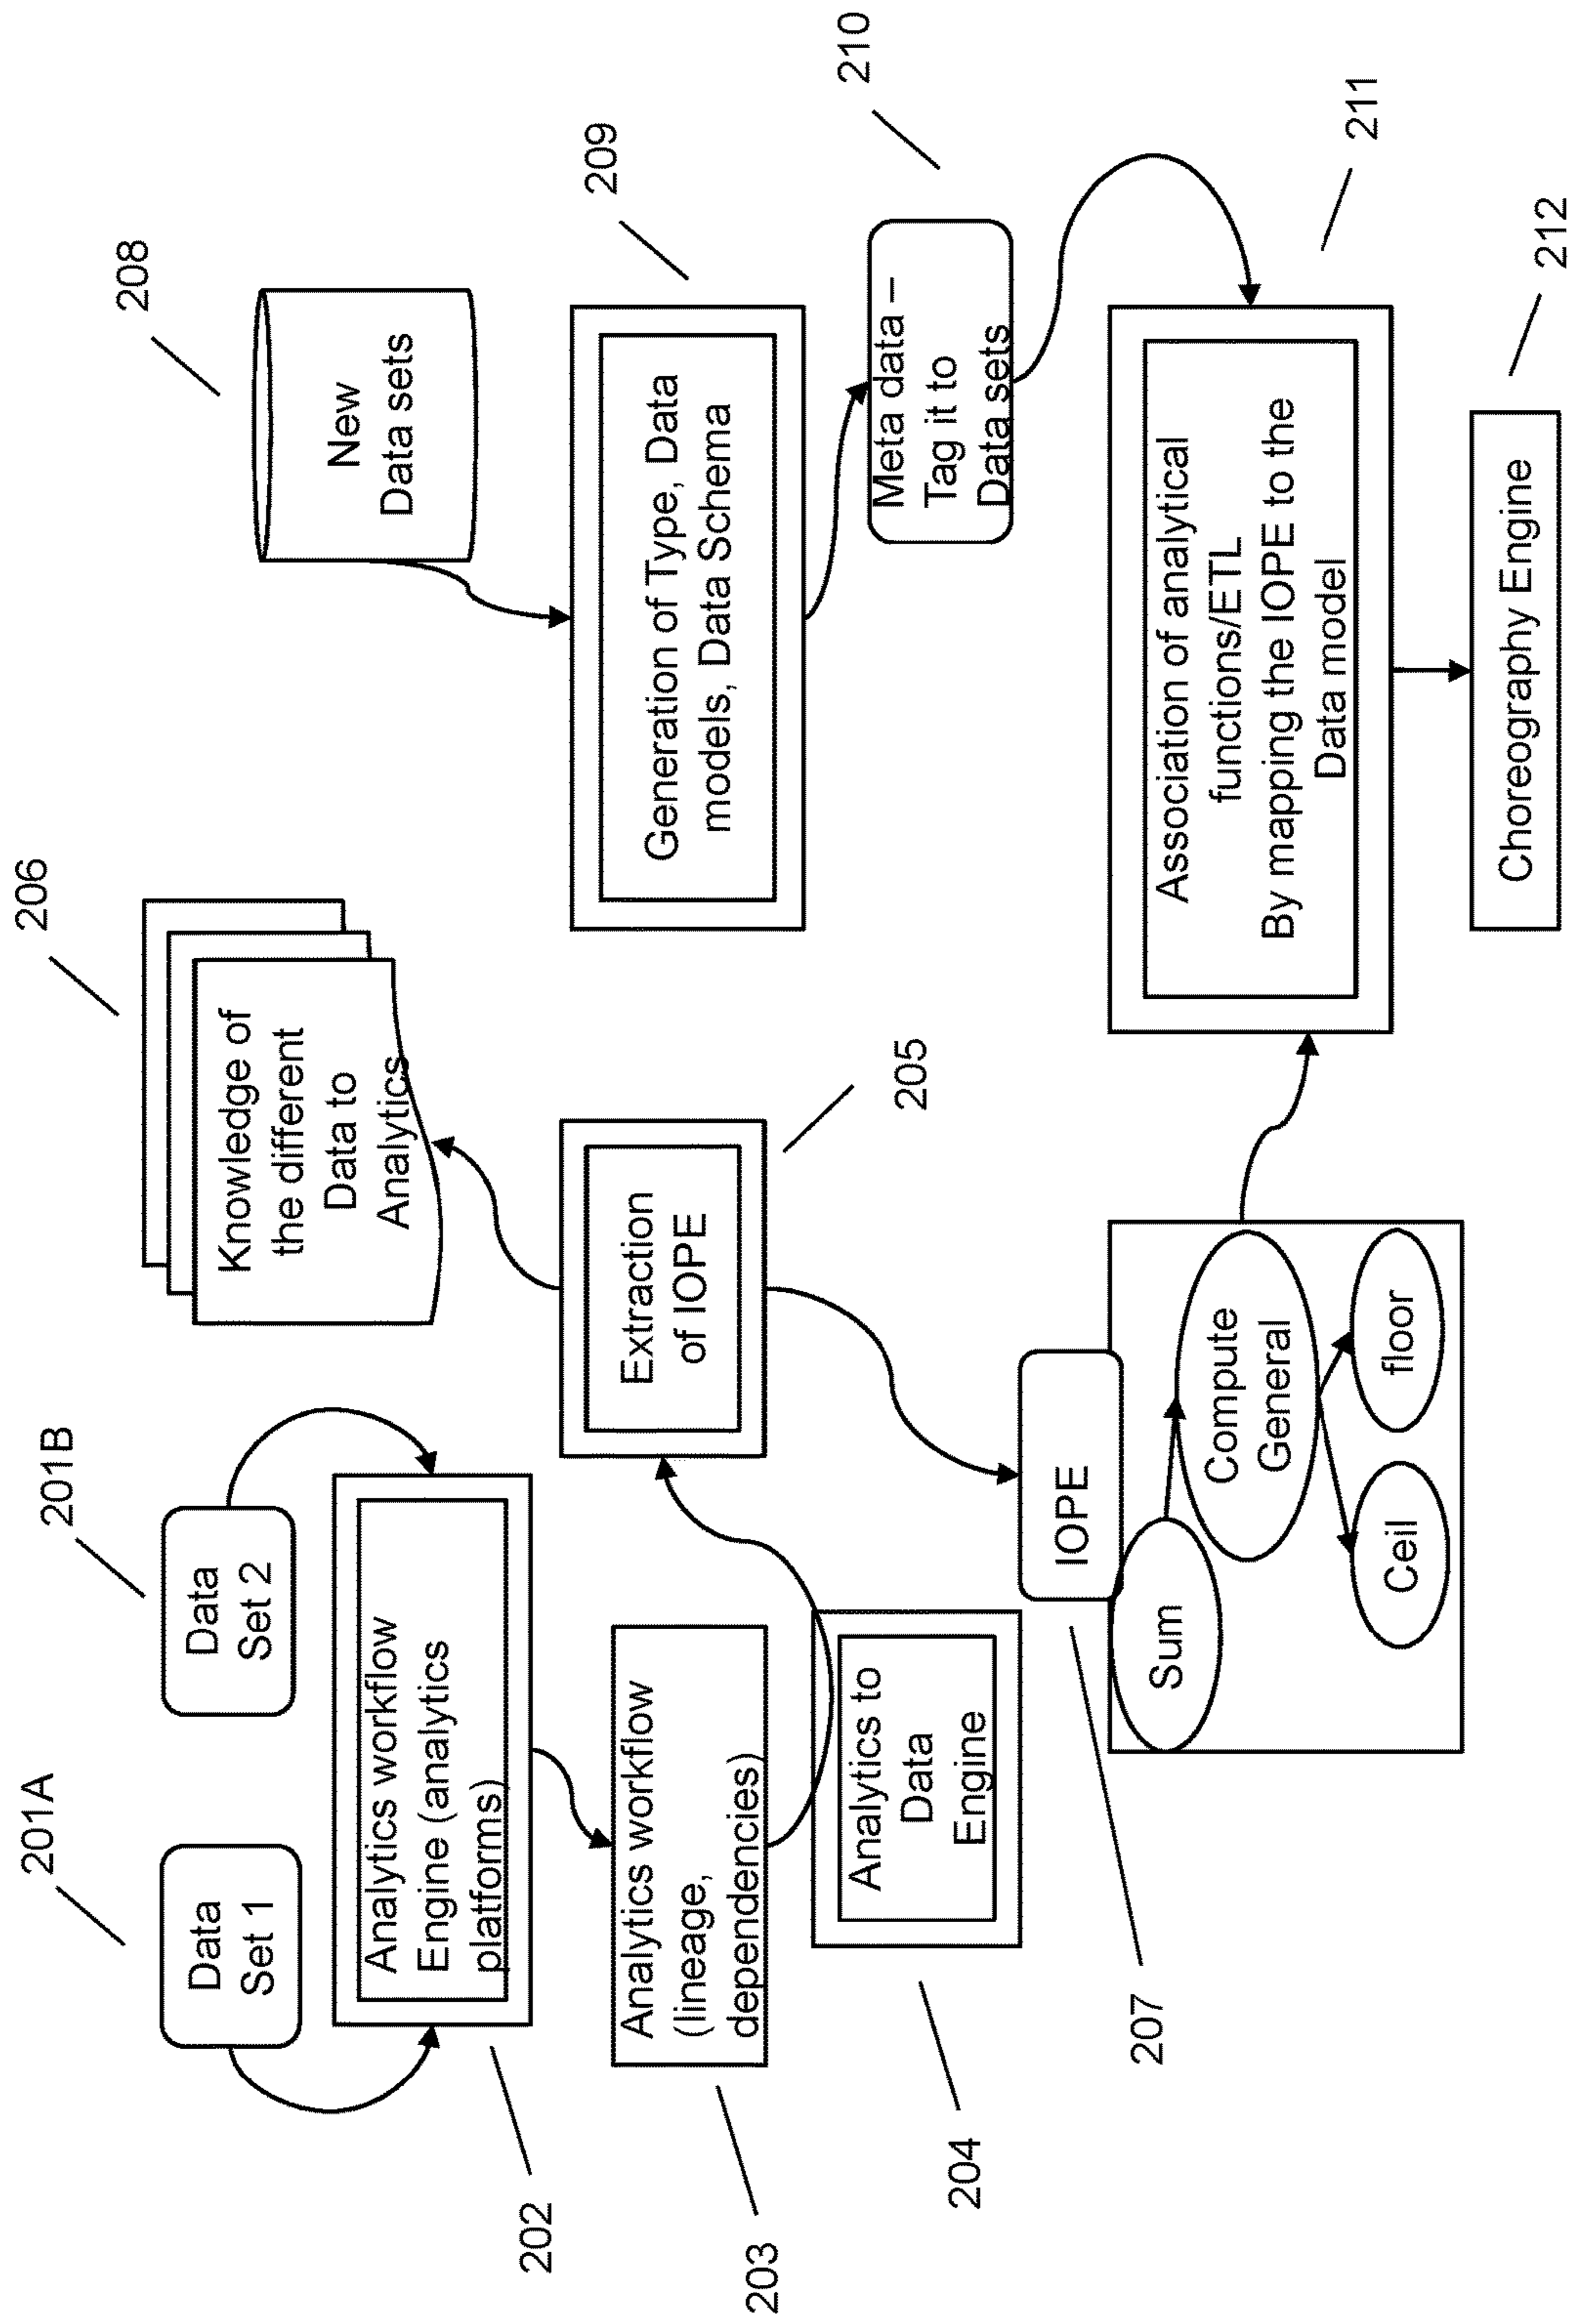 201A
201B
206
208
Data
Set 1
Data
Set 2
Knowledge of
the different
Data to
Analytics
New
Data sets
202
Analytics workflow
Engine (analytics
platforms)
209
203
Analytics workflow
(lineage,
dependencies)
Extraction
of IOPE
205
Generation of Type, Data
models, Data Schema
210
204
Analytics to
Data
Engine
Meta data –
Tag it to
Data sets
207
IOPE
Sum
Compute
General
Ceil
floor
211
Association of analytical
functions/ETL
By mapping the IOPE to the
Data model
212
Choreography Engine